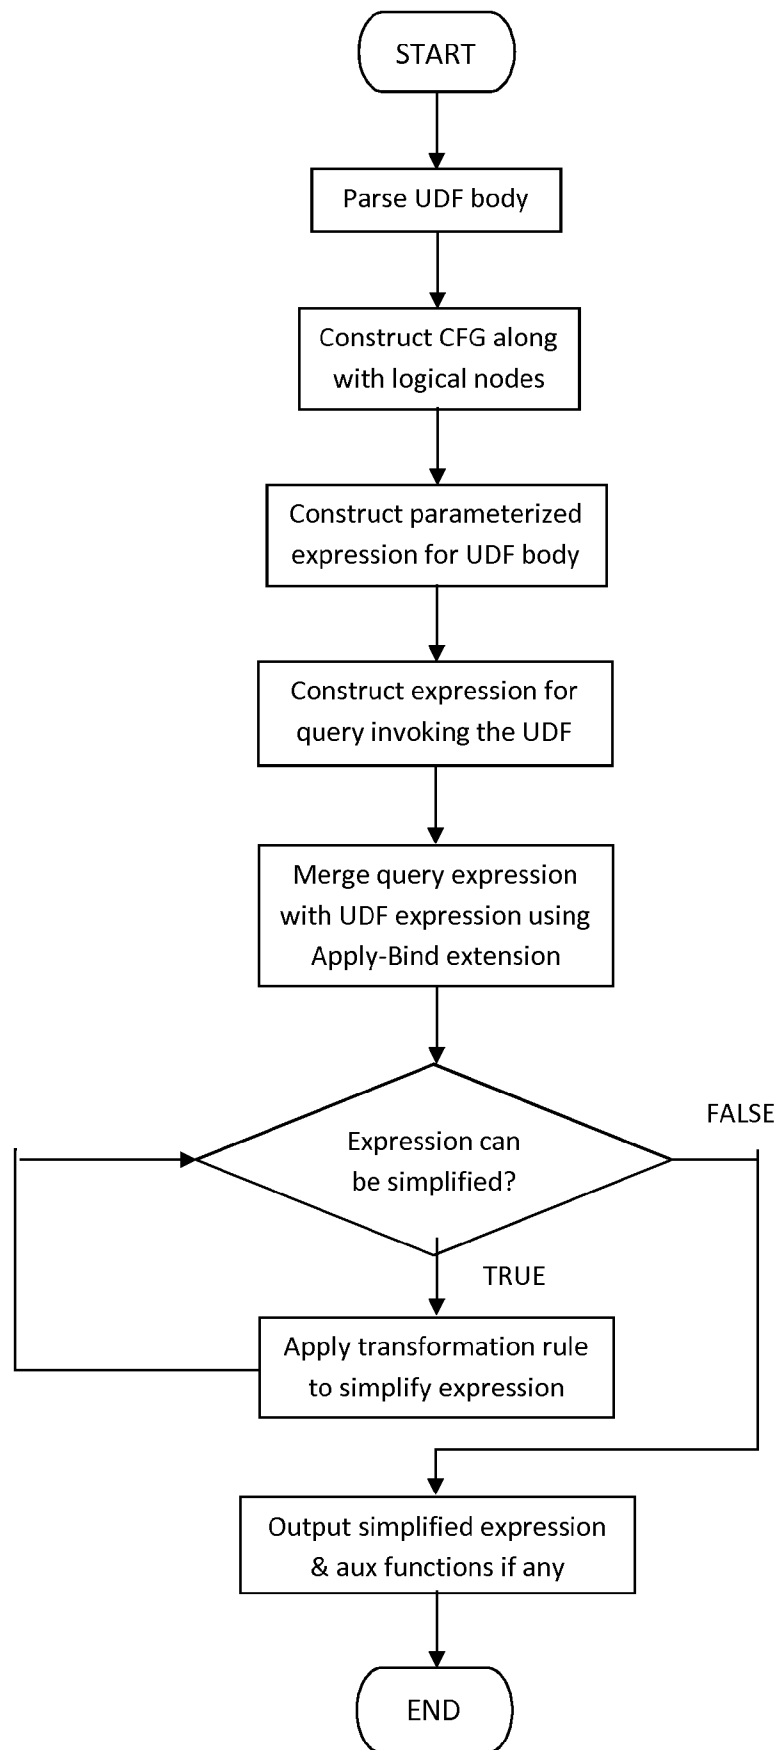 START
Parse UDF body
Construct CFG along
with logical nodes
Construct parameterized
expression for UDF body
Construct expression for
query invoking the UDF
Merge query expression
with UDF expression using
Apply-Bind extension
FALSE
Expression can
be simplified?
TRUE
Apply transformation rule
to simplify expression
Output simplified expression
& aux functions if any
END